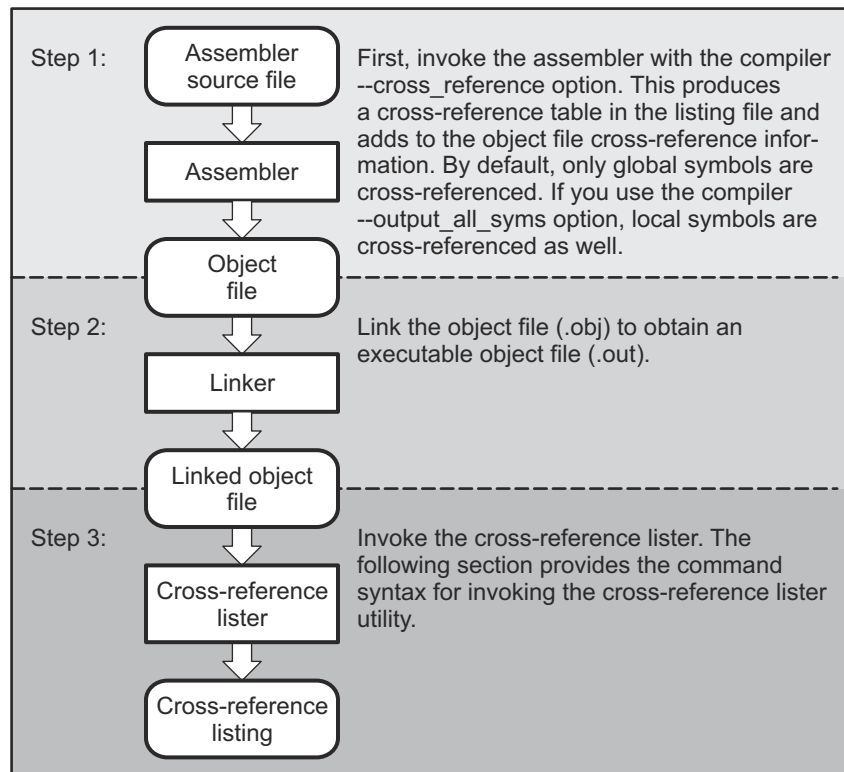 Step 1:
Assembler
source file
Assembler
Object
file
First, invoke the assembler with the compiler
--cross_reference option. This produces
a cross-reference table in the listing file and
adds to the object file cross-reference infor-
mation. By default, only global symbols are
cross-referenced. If you use the compiler
--output_all_syms option, local symbols are
cross-referenced as well.
Step 2:
Linker
Linked object
file
Link the object file (.obj) to obtain an
executable object file (.out).
Step 3:
Cross-reference
lister
Cross-reference
listing
Invoke the cross-reference lister. The
following section provides the command
syntax for invoking the cross-reference lister
utility.